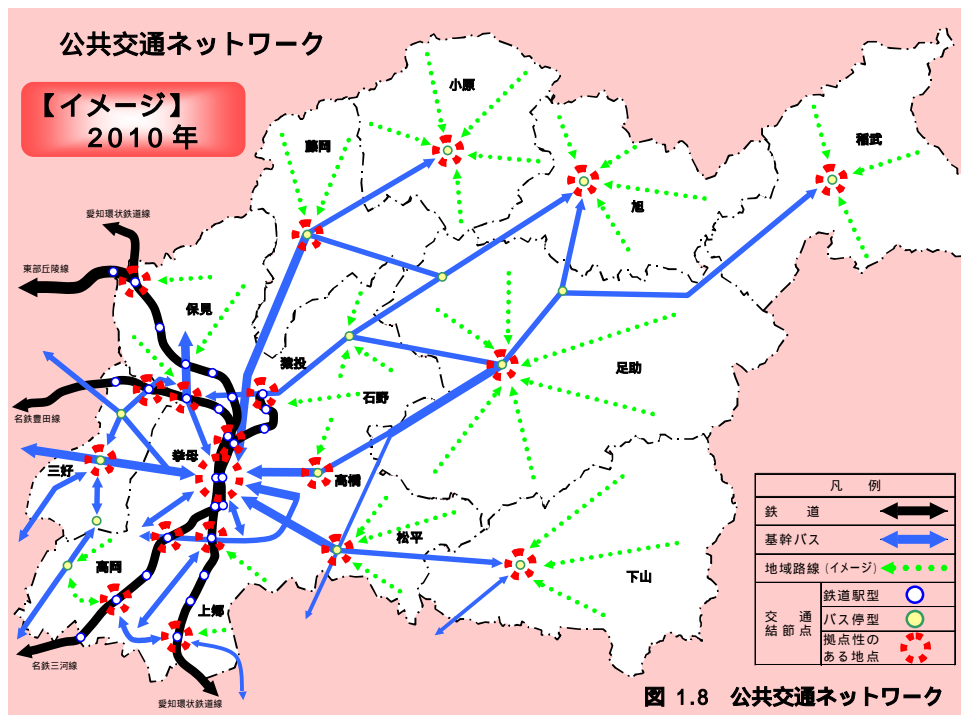 公共交通ネットワーク
【イメージ】
2010年
小原
藤岡
稲武
旭
愛知環状鉄道線
東部丘陵線
保見
猿投
足助
石野
名鉄豊田線
挙母
三好
高橋
松平
高岡
下山
上郷
名鉄三河線
愛知環状鉄道線
凡 例
鉄 道
基幹バス
地域路線(イメージ)
交 通
結節点
鉄道駅型
バス停型
拠点性の
ある地点
図 1.8 公共交通ネットワーク